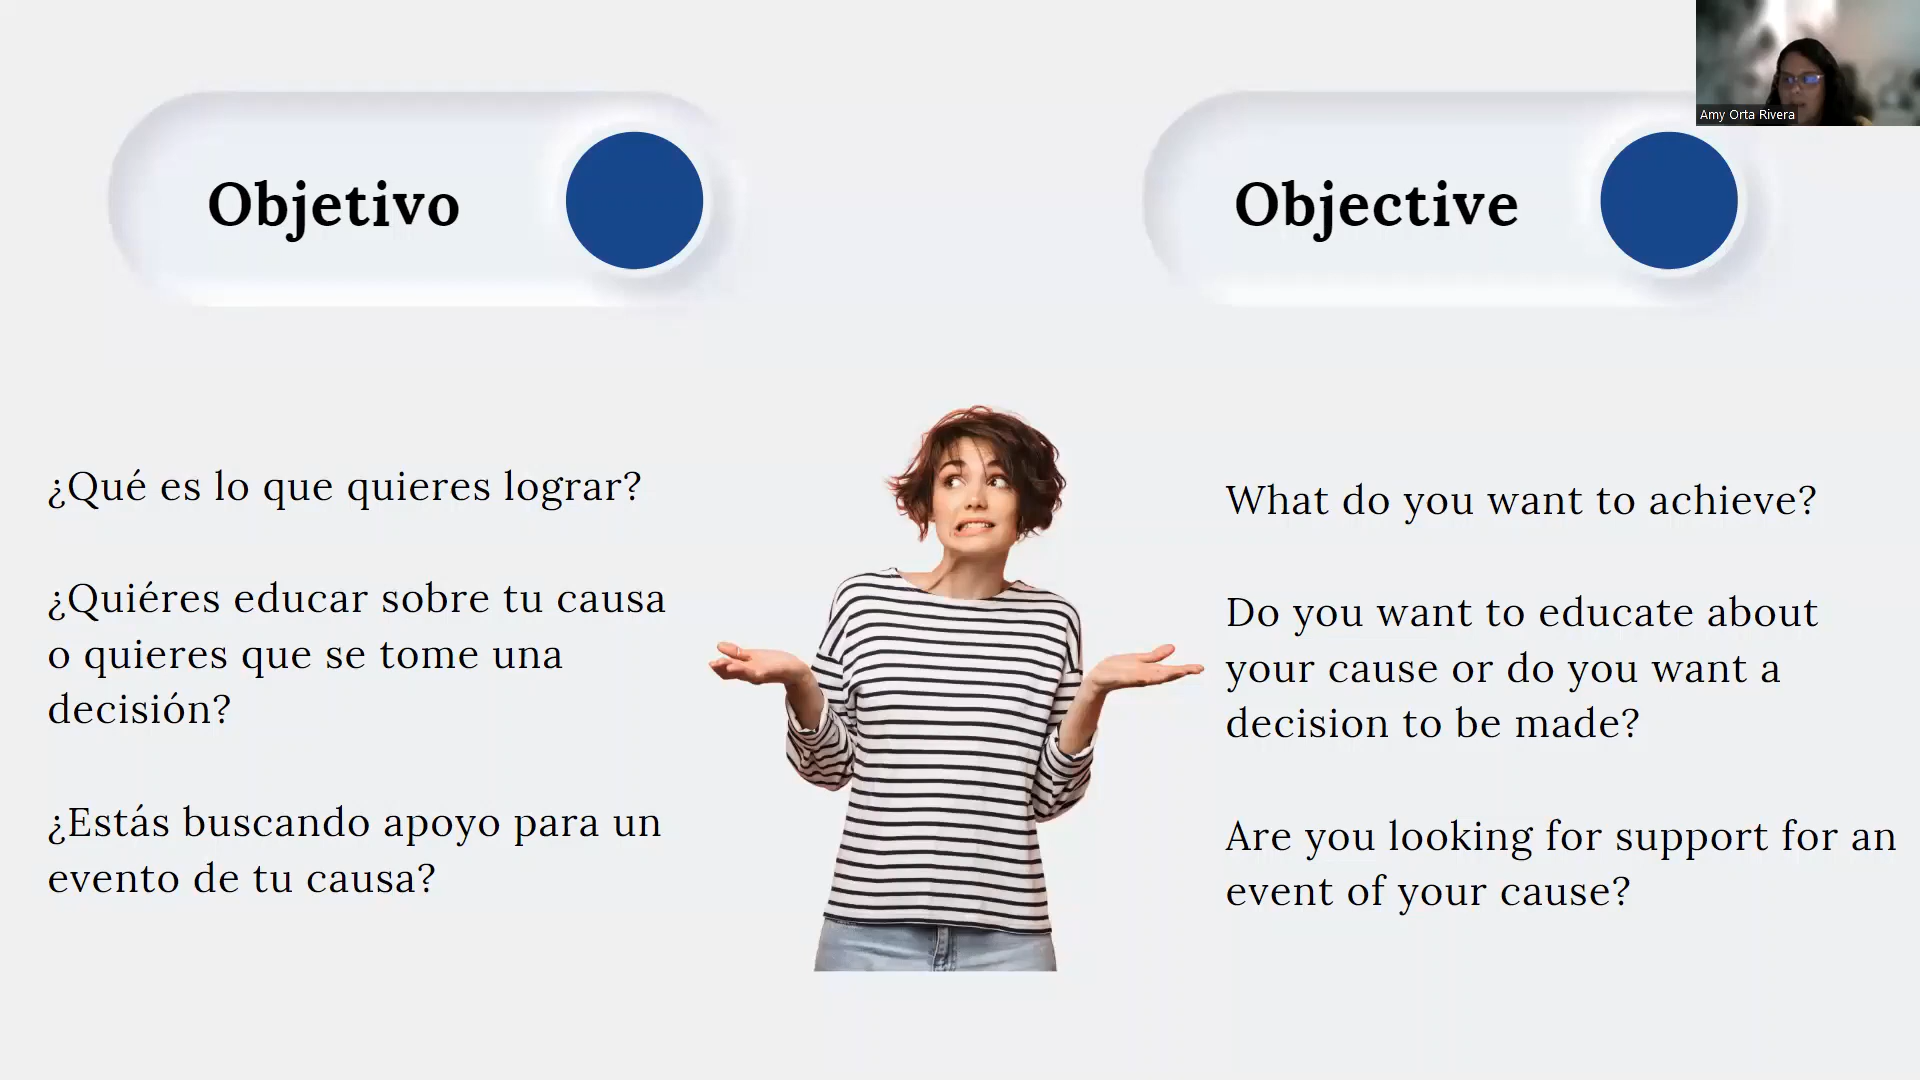 Objetivo
¿Qué es lo que quieres lograr?
¿Quiéres educar sobre tu causa
o quieres que se tome una
decisión?
¿Estás buscando apoyo para un
evento de tu causa?
Objective
What do you want to achieve?
Do you want to educate about
your cause or do you want a
decision to be made?
Are you looking for support for an
event of your cause?
Amy Orta Rivera